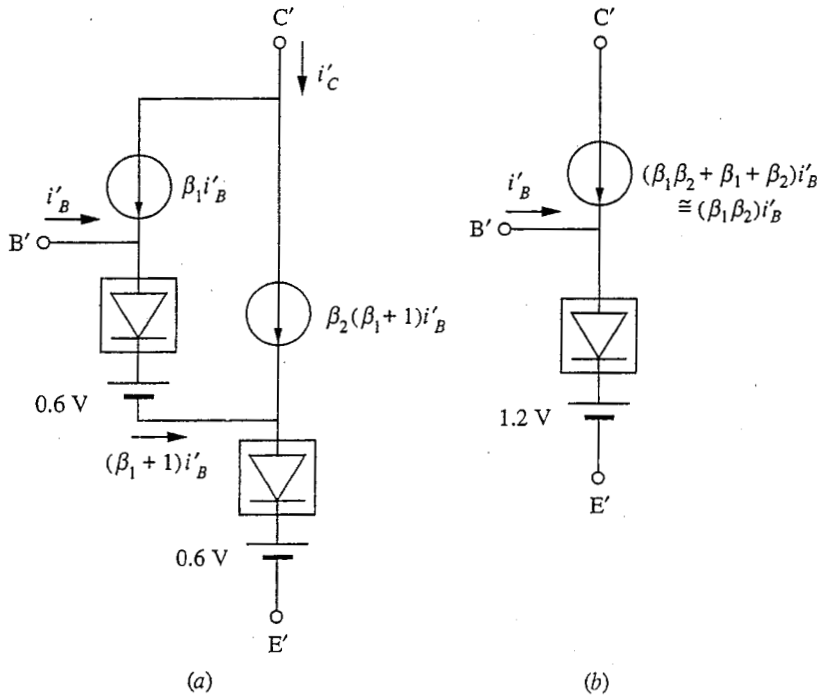 C′
i′C
β1i′B
i′B
B′
β2(β1 + 1)i′B
0.6 V
(β1 + 1)i′B
0.6 V
E′
(a)
C′
(β1β2 + β1 + β2)i′B
≅ (β1β2)i′B
i′B
B′
1.2 V
E′
(b)